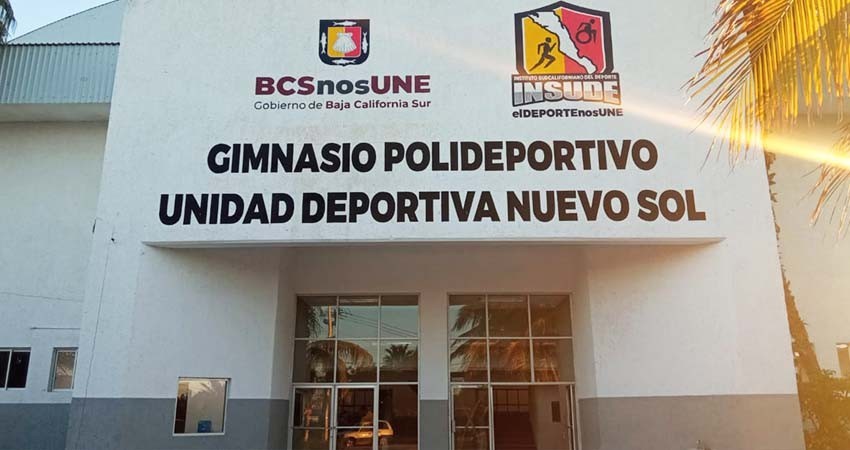 BCSnosUNE
Gobierno de Baja California Sur
INSTITUTO SUDCALIFORNIANO DEL DEPORTE
INSUDE
elDEPORTEnosUNE
GIMNASIO POLIDEPORTIVO
UNIDAD DEPORTIVA NUEVO SOL